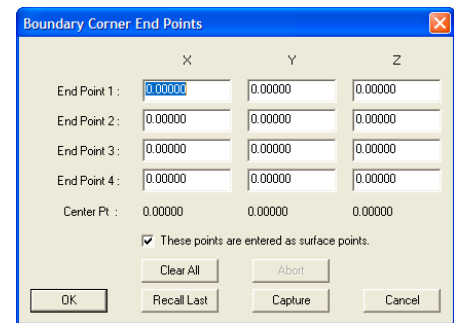 Boundary Corner End Points
X Y Z
End Point 1 : 0.00000 0.00000 0.00000
End Point 2 : 0.00000 0.00000 0.00000
End Point 3 : 0.00000 0.00000 0.00000
End Point 4 : 0.00000 0.00000 0.00000
Center Pt : 0.00000 0.00000 0.00000
These points are entered as surface points.
Clear All Abort
OK Recall Last Capture Cancel